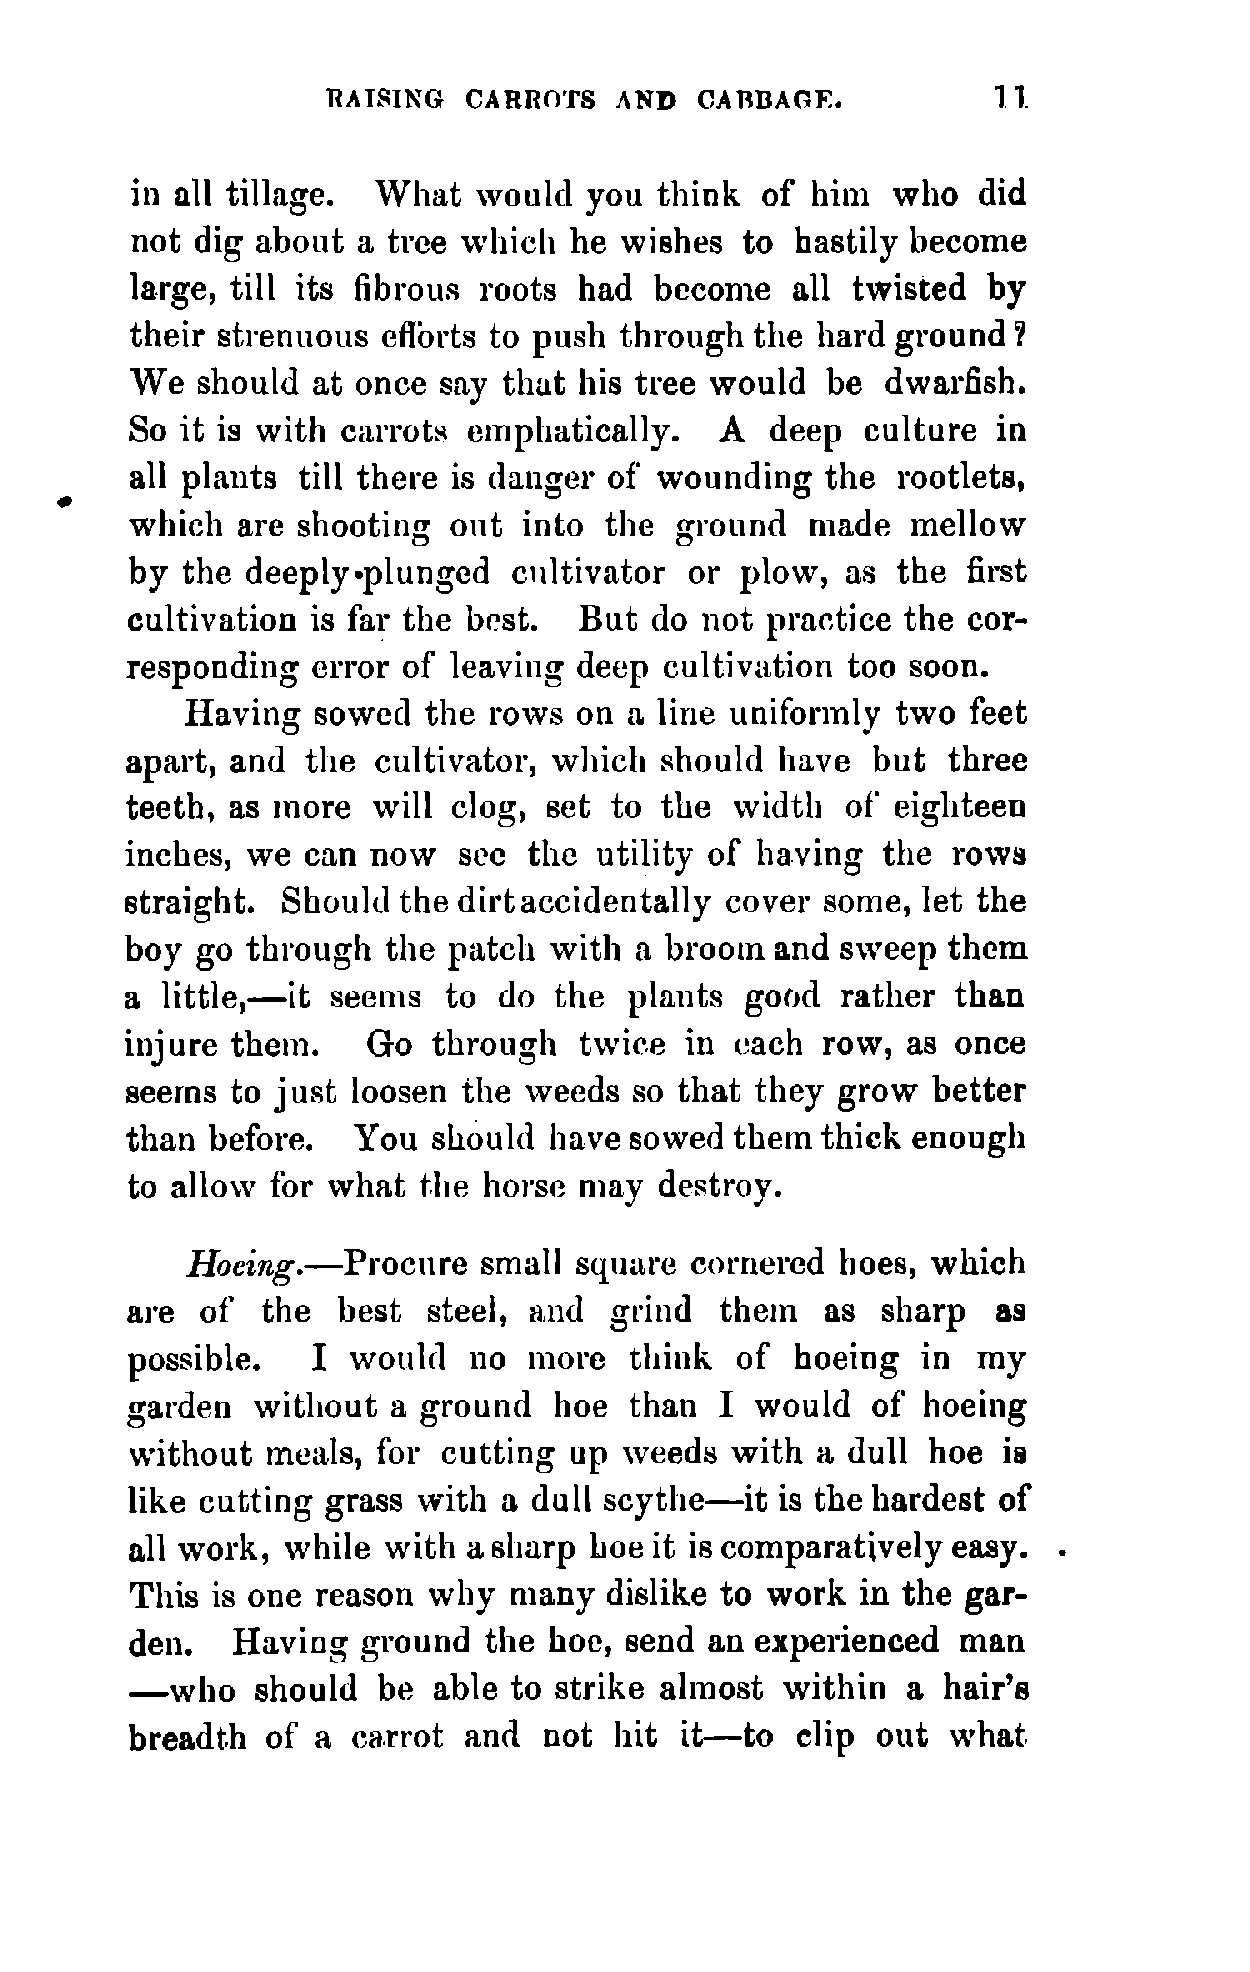 RAISING CARROTS AND CABBAGE. 11
in all tillage. What would you think of him who did
not dig about a tree which he wishes to hastily become
large, till its fibrous roots had become all twisted by
their strenuous efforts to push through the hard ground?
We should at once say that his tree would be dwarfish.
So it is with carrots emphatically. A deep culture in
all plants till there is danger of wounding the rootlets,
which are shooting out into the ground made mellow
by the deeply-plunged cultivator or plow, as the first
cultivation is far the best. But do not practice the cor-
responding error of leaving deep cultivation too soon.
Having sowed the rows on a line uniformly two feet
apart, and the cultivator, which should have but three
teeth, as more will clog, set to the width of eighteen
inches, we can now see the utility of having the rows
straight. Should the dirt accidentally cover some, let the
boy go through the patch with a broom and sweep them
a little,—it seems to do the plants good rather than
injure them. Go through twice in each row, as once
seems to just loosen the weeds so that they grow better
than before. You should have sowed them thick enough
to allow for what the horse may destroy.
Hoeing.—Procure small square cornered hoes, which
are of the best steel, and grind them as sharp as
possible. I would no more think of hoeing in my
garden without a ground hoe than I would of hoeing
without meals, for cutting up weeds with a dull hoe is
like cutting grass with a dull scythe—it is the hardest of
all work, while with a sharp hoe it is comparatively easy.
This is one reason why many dislike to work in the gar-
den. Having ground the hoe, send an experienced man
—who should be able to strike almost within a hair's
breadth of a carrot and not hit it—to clip out what